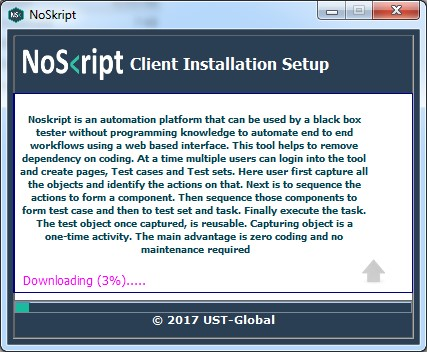 NS<
NoSkript
NoS<ript Client Installation Setup
Noskript is an automation platform that can be used by a black box
tester without programming knowledge to automate end to end
workflows using a web based interface. This tool helps to remove
dependency on coding. At a time multiple users can login into the tool
and create pages, Test cases and Test sets. Here user first capture all
the objects and identify the actions on that. Next is to sequence the
actions to form a component. Then sequence those components to
form test case and then to test set and task. Finally execute the task.
The test object once captured, is reusable. Capturing object is a
one-time activity. The main advantage is zero coding and no
maintenance required
Downloading (3%).....
© 2017 UST-Global